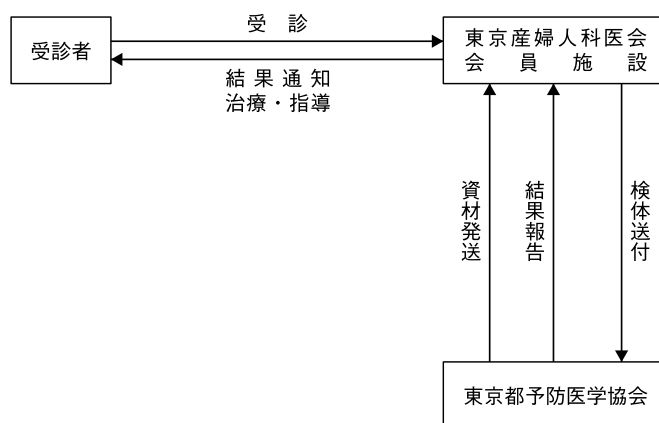 受診
受診者
東京産婦人科医会
会員施設
結果通知
治療・指導
資材発送
結果報告
検体送付
東京都予防医学協会